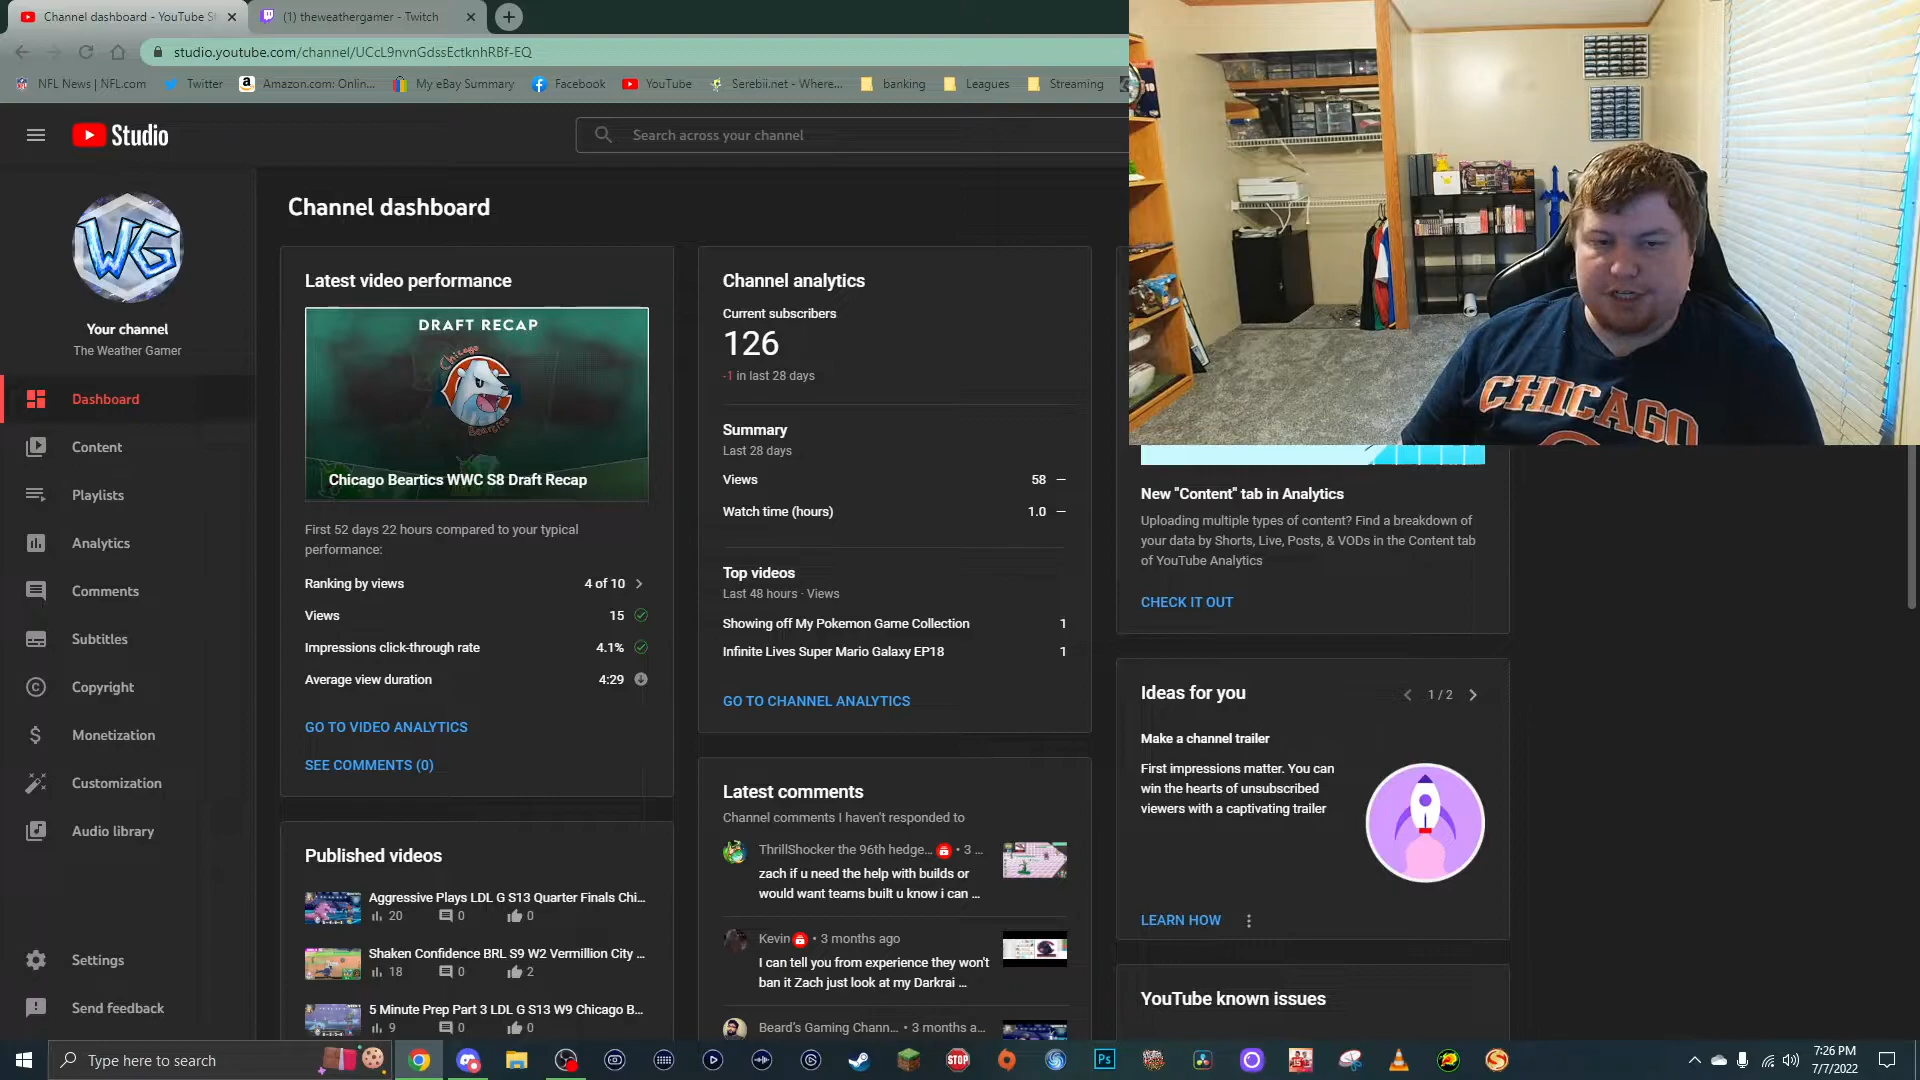 Channel dashboard - YouTube St
(1) theweathergamer - Twitch
studio.youtube.com/channel/UCcL9nvnGdssEctknhRBf-EQ
NFL News | NFL.com
Twitter
Amazon.com: Onlin...
My eBay Summary
Facebook
YouTube
Serebii.net - Where...
banking
Leagues
Streaming
Studio
Search across your channel
WG
Your channel
The Weather Gamer
Dashboard
Content
Playlists
Analytics
Comments
Subtitles
Copyright
Monetization
Customization
Audio library
Settings
Send feedback
Channel dashboard
Latest video performance
DRAFT RECAP
Chicago
Beartics
Chicago Beartics WWC S8 Draft Recap
First 52 days 22 hours compared to your typical
performance:
Ranking by views 4 of 10
Views 15
Impressions click-through rate 4.1%
Average view duration 4:29
GO TO VIDEO ANALYTICS
SEE COMMENTS (0)
Published videos
Aggressive Plays LDL G S13 Quarter Finals Chi...
20 0 0
Shaken Confidence BRL S9 W2 Vermillion City ...
18 0 2
5 Minute Prep Part 3 LDL G S13 W9 Chicago B...
9 0 0
Channel analytics
Current subscribers
126
-1 in last 28 days
Summary
Last 28 days
Views 58 —
Watch time (hours) 1.0 —
Top videos
Last 48 hours · Views
Showing off My Pokemon Game Collection 1
Infinite Lives Super Mario Galaxy EP18 1
GO TO CHANNEL ANALYTICS
Latest comments
Channel comments I haven't responded to
ThrillShocker the 96th hedge... • 3 ...
zach if u need the help with builds or
would want teams built u know i can ...
Kevin • 3 months ago
I can tell you from experience they won't
ban it Zach just look at my Darkrai ...
Beard's Gaming Chann... • 3 months a...
CHICAGO
New "Content" tab in Analytics
Uploading multiple types of content? Find a breakdown of
your data by Shorts, Live, Posts, & VODs in the Content tab
of YouTube Analytics
CHECK IT OUT
Ideas for you
1 / 2
Make a channel trailer
First impressions matter. You can
win the hearts of unsubscribed
viewers with a captivating trailer
LEARN HOW
YouTube known issues
Type here to search
STOP
Ps
7:26 PM
7/7/2022